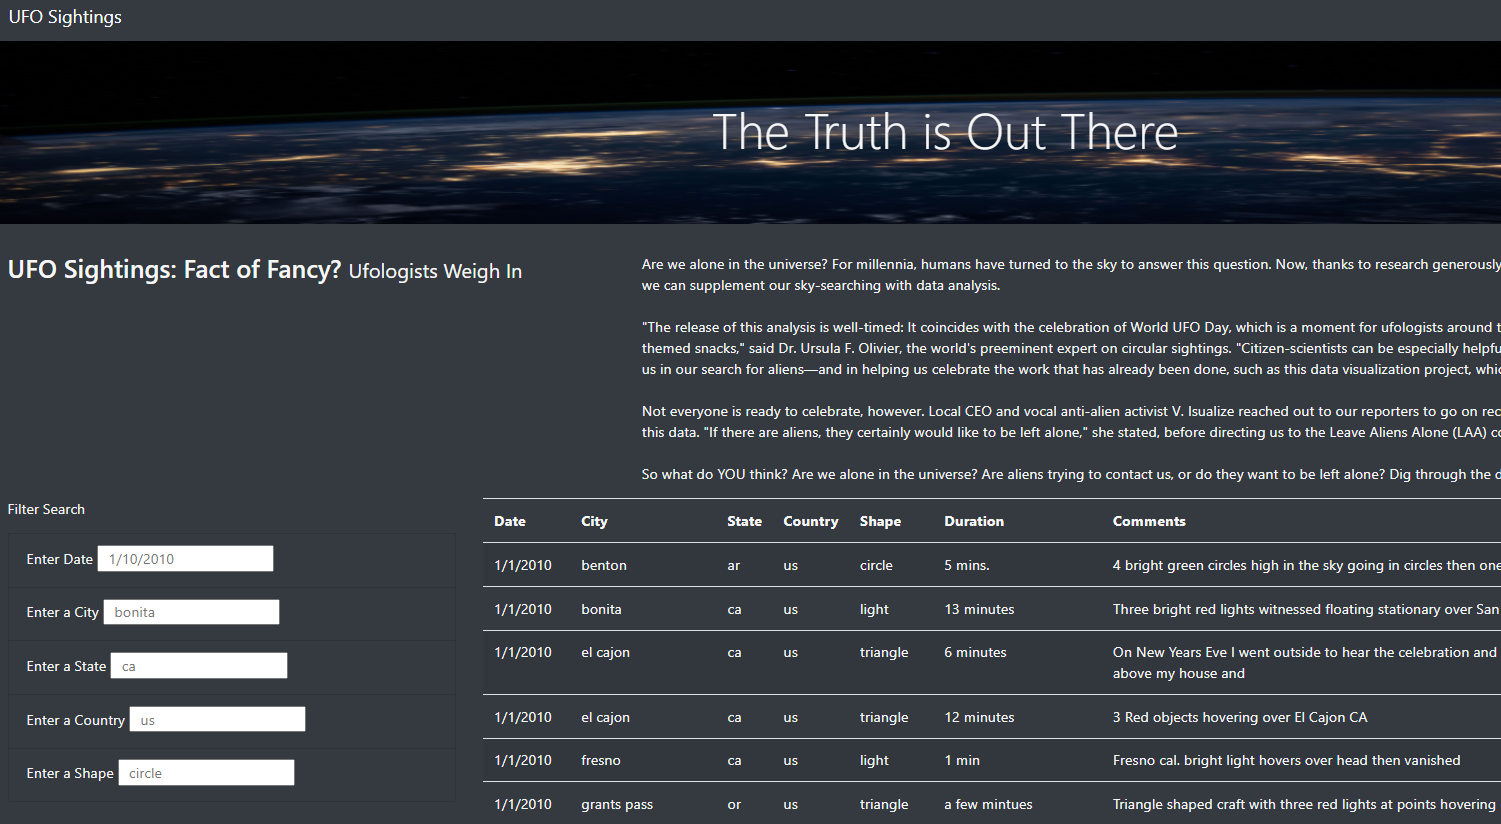 UFO Sightings
The Truth is Out There
UFO Sightings: Fact of Fancy? Ufologists Weigh In
Are we alone in the universe? For millennia, humans have turned to the sky to answer this question. Now, thanks to research generously
we can supplement our sky-searching with data analysis.
"The release of this analysis is well-timed: It coincides with the celebration of World UFO Day, which is a moment for ufologists around
themed snacks," said Dr. Ursula F. Olivier, the world's preeminent expert on circular sightings. "Citizen-scientists can be especially
us in our search for aliens—and in helping us celebrate the work that has already been done, such as this data visualization project,
Not everyone is ready to celebrate, however. Local CEO and vocal anti-alien activist V. Isualize reached out to our reporters to go on
this data. "If there are aliens, they certainly would like to be left alone," she stated, before directing us to the Leave Aliens Alone (LAA)
So what do YOU think? Are we alone in the universe? Are aliens trying to contact us, or do they want to be left alone? Dig through the
Filter Search
Enter Date 1/10/2010
Enter a City bonita
Enter a State ca
Enter a Country us
Enter a Shape circle
Date City State Country Shape Duration Comments
1/1/2010 benton ar us circle 5 mins. 4 bright green circles high in the sky going in circles then one
1/1/2010 bonita ca us light 13 minutes Three bright red lights witnessed floating stationary over San
1/1/2010 el cajon ca us triangle 6 minutes On New Years Eve I went outside to hear the celebration and
above my house and
1/1/2010 el cajon ca us triangle 12 minutes 3 Red objects hovering over El Cajon CA
1/1/2010 fresno ca us light 1 min Fresno cal. bright light hovers over head then vanished
1/1/2010 grants pass or us triangle a few mintues Triangle shaped craft with three red lights at points hovering